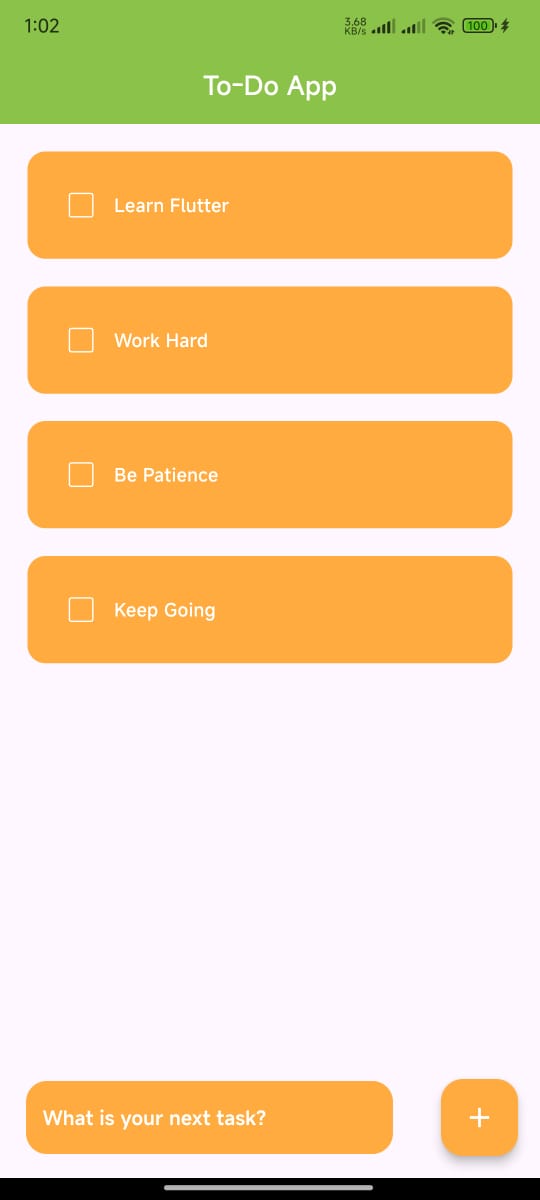 1:02
3.68
KB/s
100
To-Do App
Learn Flutter
Work Hard
Be Patience
Keep Going
What is your next task?
+